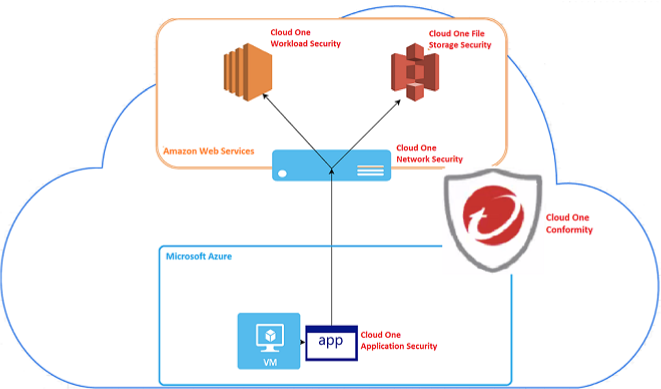 Cloud One
Workload Security
Cloud One File
Storage Security
Amazon Web Services
Cloud One
Network Security
Cloud One
Conformity
Microsoft Azure
VM
app
Cloud One
Application Security